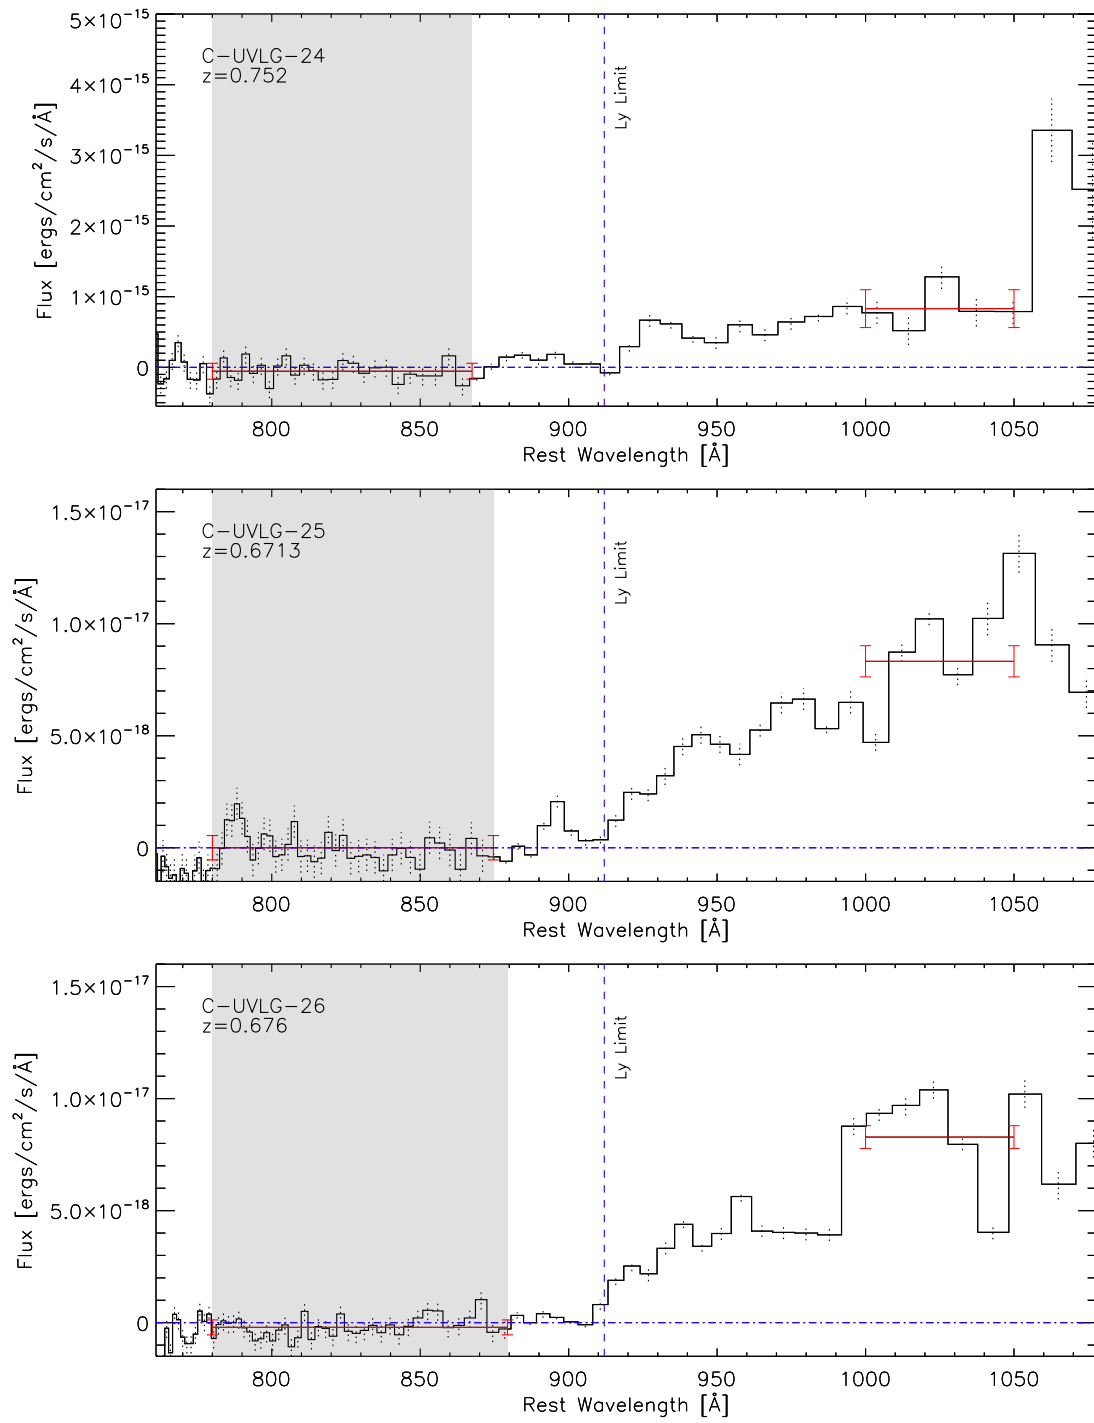 5×10⁻¹⁵
4×10⁻¹⁵
3×10⁻¹⁵
2×10⁻¹⁵
1×10⁻¹⁵
0
Flux [ergs/cm²/s/Å]
C-UVLG-24
z=0.752
Ly Limit
800 850 900 950 1000 1050
Rest Wavelength [Å]
1.5×10⁻¹⁷
1.0×10⁻¹⁷
5.0×10⁻¹⁸
0
Flux [ergs/cm²/s/Å]
C-UVLG-25
z=0.6713
Ly Limit
800 850 900 950 1000 1050
Rest Wavelength [Å]
1.5×10⁻¹⁷
1.0×10⁻¹⁷
5.0×10⁻¹⁸
0
Flux [ergs/cm²/s/Å]
C-UVLG-26
z=0.676
Ly Limit
800 850 900 950 1000 1050
Rest Wavelength [Å]